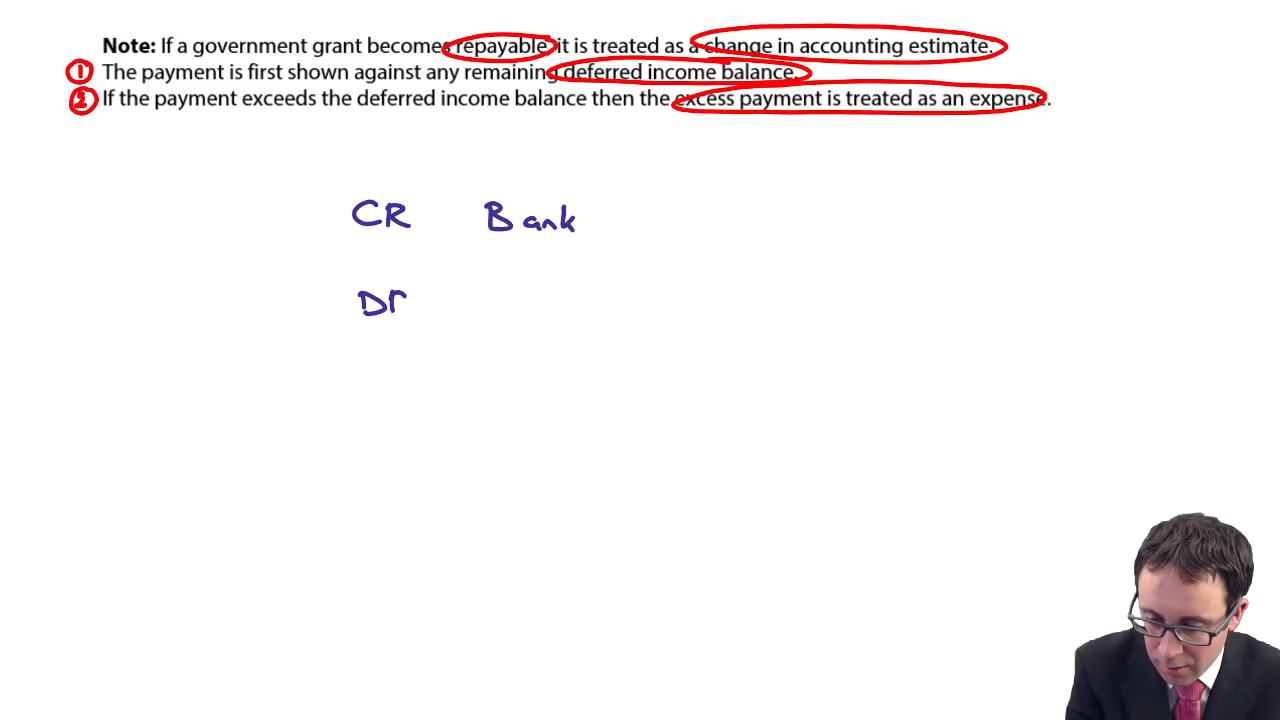 Note: If a government grant becomes repayable, it is treated as a change in accounting estimate.
1 The payment is first shown against any remaining deferred income balance.
2 If the payment exceeds the deferred income balance then the excess payment is treated as an expense.
CR Bank
Dr